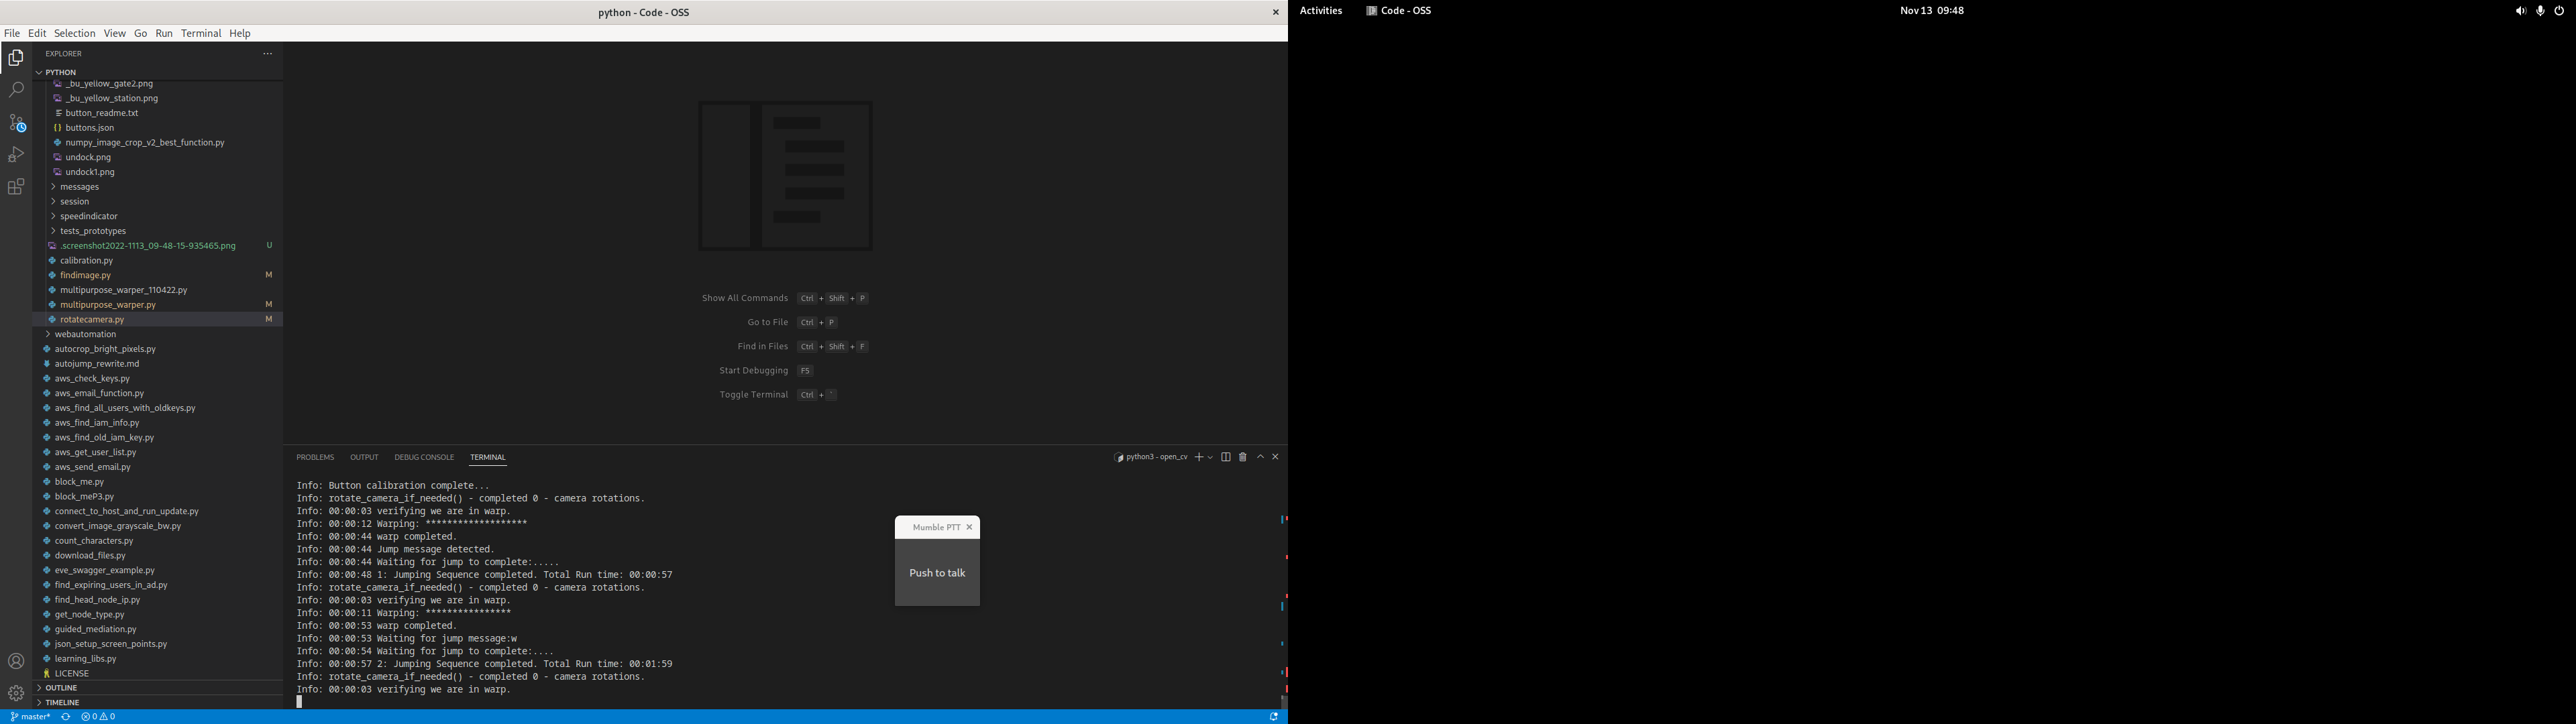 python - Code - OSS
File Edit Selection View Go Run Terminal Help
EXPLORER
PYTHON
_bu_yellow_gate2.png
_bu_yellow_station.png
button_readme.txt
buttons.json
numpy_image_crop_v2_best_function.py
undock.png
undock1.png
messages
session
speedindicator
tests_prototypes
.screenshot2022-1113_09-48-15-935465.png U
calibration.py
findimage.py M
multipurpose_warper_110422.py
multipurpose_warper.py M
rotatecamera.py M
webautomation
autocrop_bright_pixels.py
autojump_rewrite.md
aws_check_keys.py
aws_email_function.py
aws_find_all_users_with_oldkeys.py
aws_find_iam_info.py
aws_find_old_iam_key.py
aws_get_user_list.py
aws_send_email.py
block_me.py
block_meP3.py
connect_to_host_and_run_update.py
convert_image_grayscale_bw.py
count_characters.py
download_files.py
eve_swagger_example.py
find_expiring_users_in_ad.py
find_head_node_ip.py
get_node_type.py
guided_mediation.py
json_setup_screen_points.py
learning_libs.py
LICENSE
OUTLINE
TIMELINE
master* 0 0
Show All Commands Ctrl + Shift + P
Go to File Ctrl + P
Find in Files Ctrl + Shift + F
Start Debugging F5
Toggle Terminal Ctrl + `
PROBLEMS OUTPUT DEBUG CONSOLE TERMINAL
python3 - open_cv
Info: Button calibration complete...
Info: rotate_camera_if_needed() - completed 0 - camera rotations.
Info: 00:00:03 verifying we are in warp.
Info: 00:00:12 Warping: *******************
Info: 00:00:44 warp completed.
Info: 00:00:44 Jump message detected.
Info: 00:00:44 Waiting for jump to complete:.....
Info: 00:00:48 1: Jumping Sequence completed. Total Run time: 00:00:57
Info: rotate_camera_if_needed() - completed 0 - camera rotations.
Info: 00:00:03 verifying we are in warp.
Info: 00:00:11 Warping: ****************
Info: 00:00:53 warp completed.
Info: 00:00:53 Waiting for jump message:w
Info: 00:00:54 Waiting for jump to complete:....
Info: 00:00:57 2: Jumping Sequence completed. Total Run time: 00:01:59
Info: rotate_camera_if_needed() - completed 0 - camera rotations.
Info: 00:00:03 verifying we are in warp.
Mumble PTT
Push to talk
Activities Code - OSS Nov 13 09:48